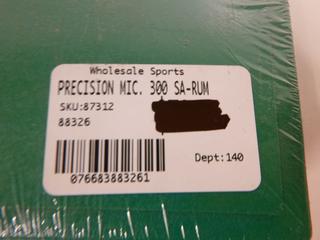 Wholesale Sports
PRECISION MIC. 300 SA-RUM
SKU:87312
88326
Dept:140
076683883261